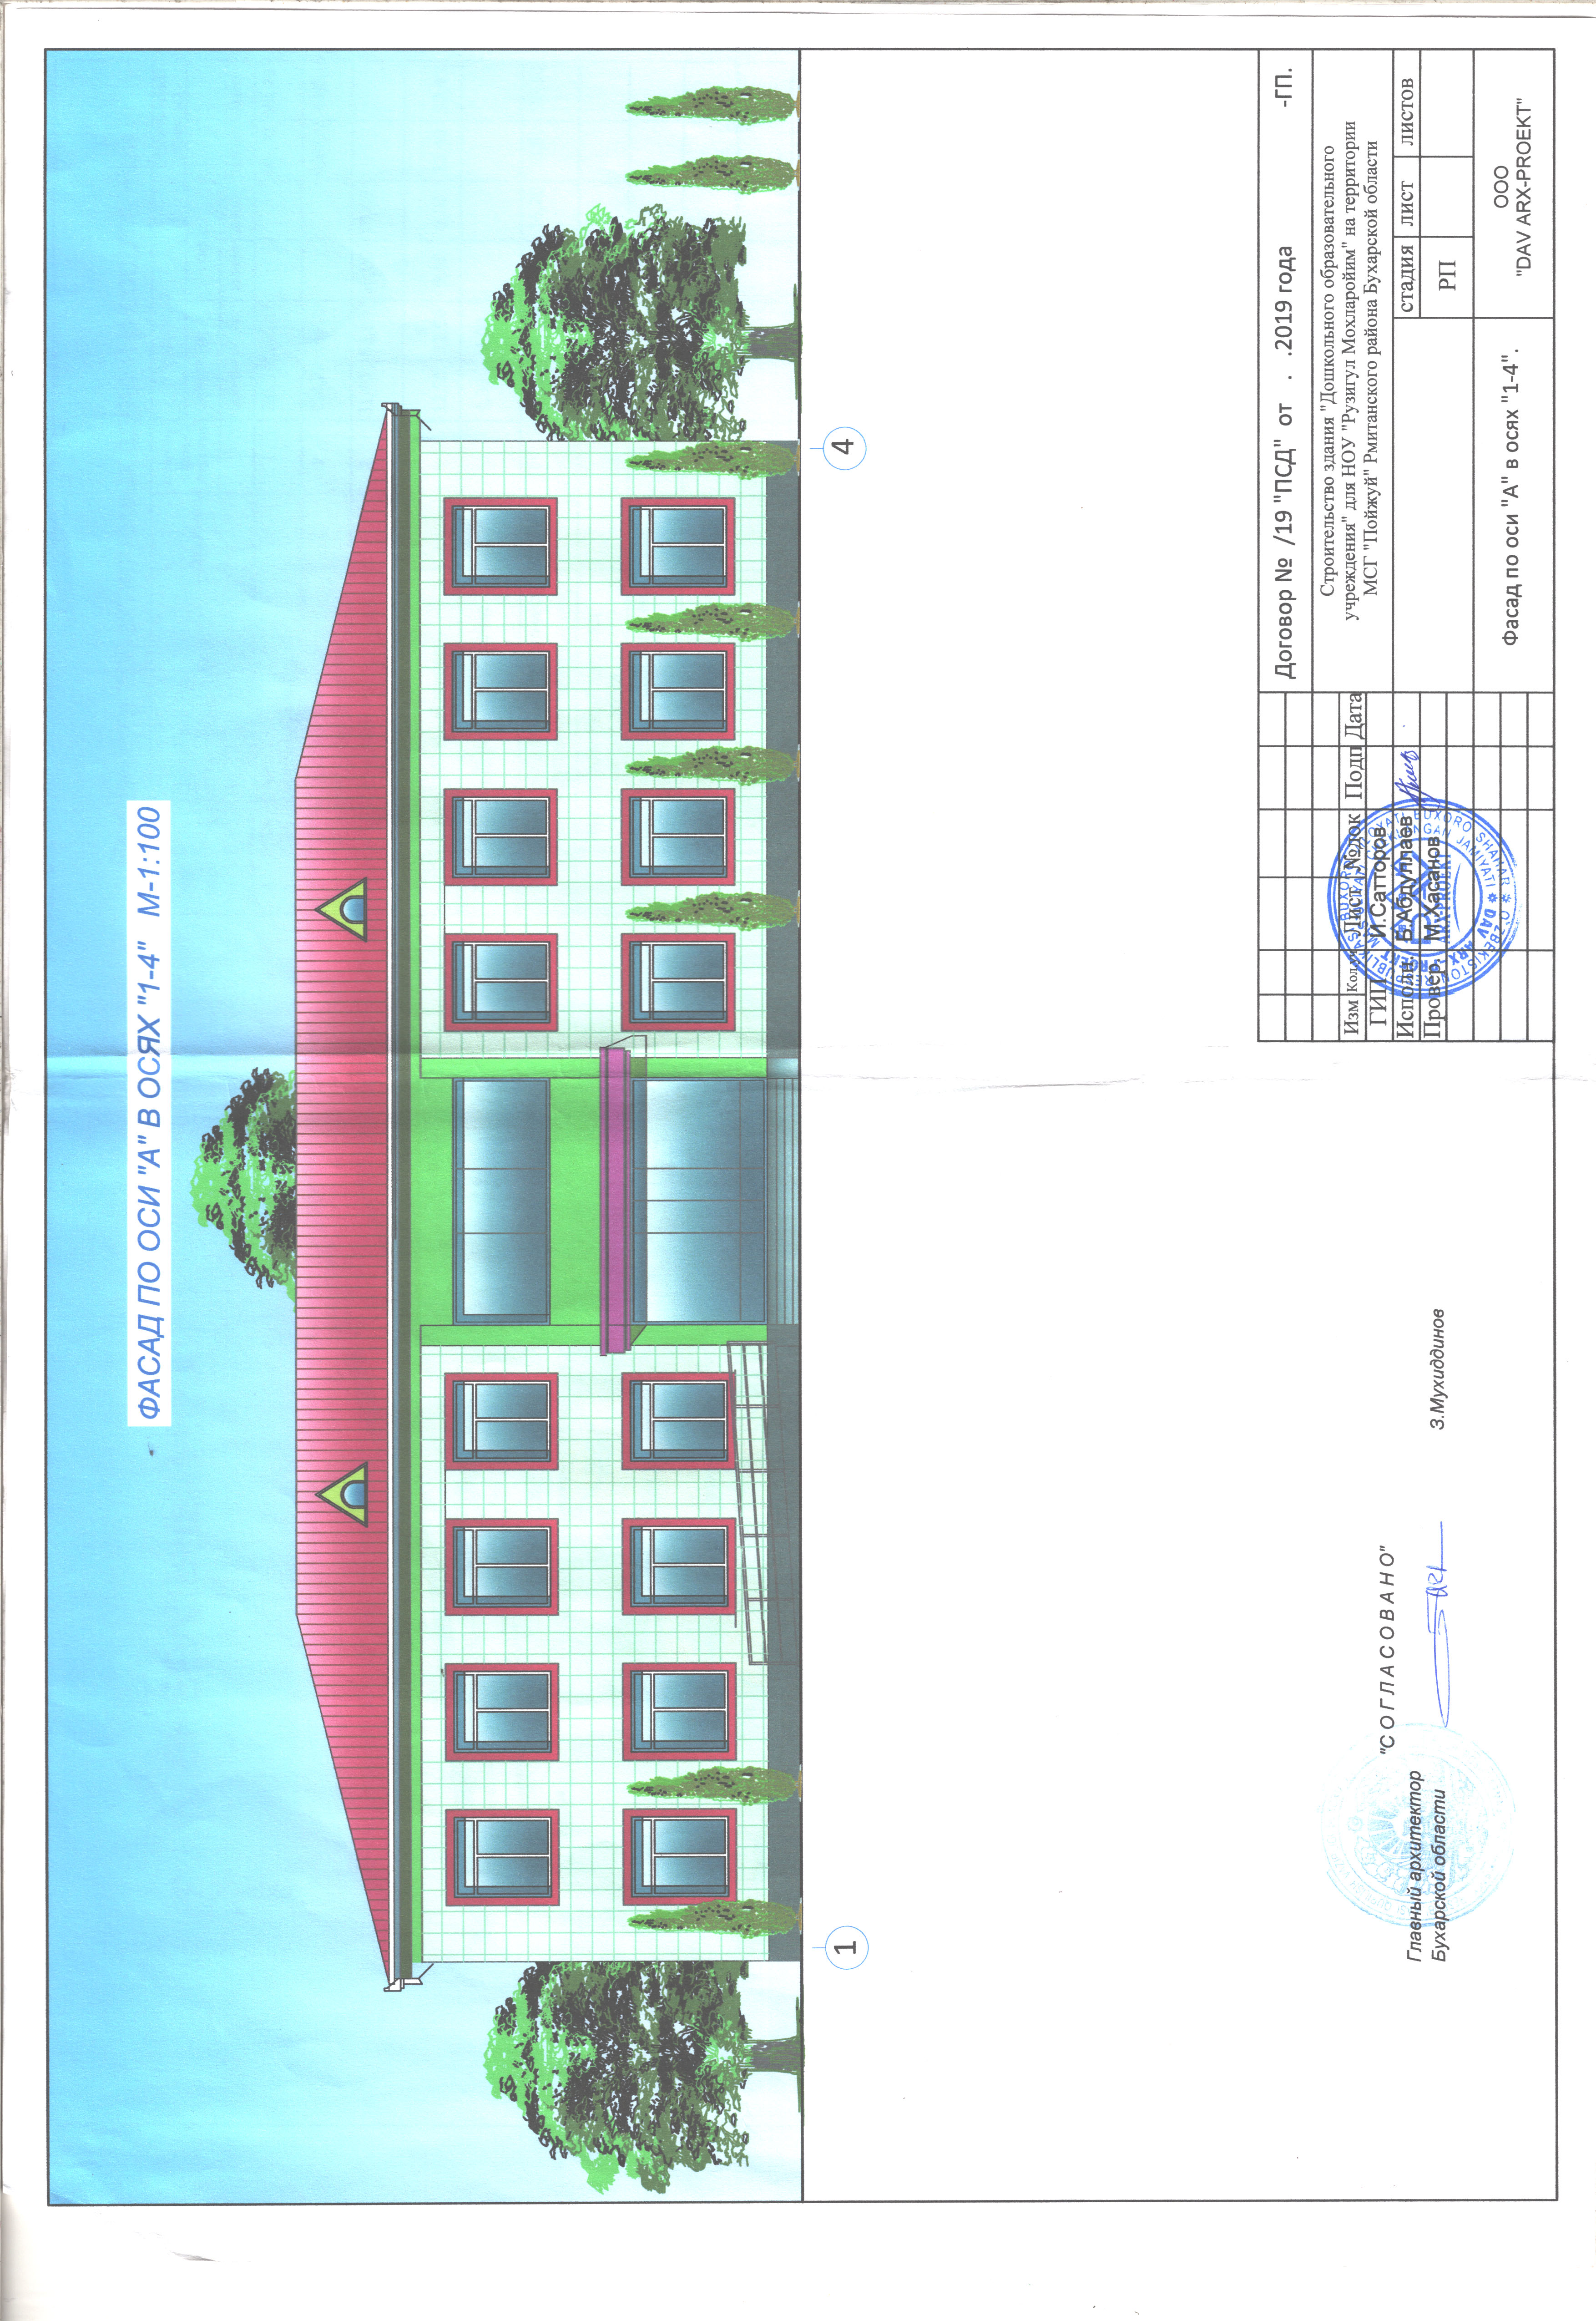 ФАСАД ПО ОСИ "А" В ОСЯХ "1-4" М-1:100
1
4
"СОГЛАСОВАНО"
Главный архитектор
Бухарской области
З.Мухиддинов
Договор № /19 "ПСД" от . .2019 года -ГП.
Строительство здания "Дошкольного образовательного
учреждения" для НОУ "Рузигул Мохларойим" на территории
МСГ "Пойжуй" Рмитанского района Бухарской области
Изм Кол. Лист №док Подп Дата
ГИП И.Сатторов
Исполн. Б.Абдуллаев
Провер. М.Хасанов
стадия лист листов
РП
Фасад по оси "А" в осях "1-4".
ООО
"DAV ARX-PROEKT"